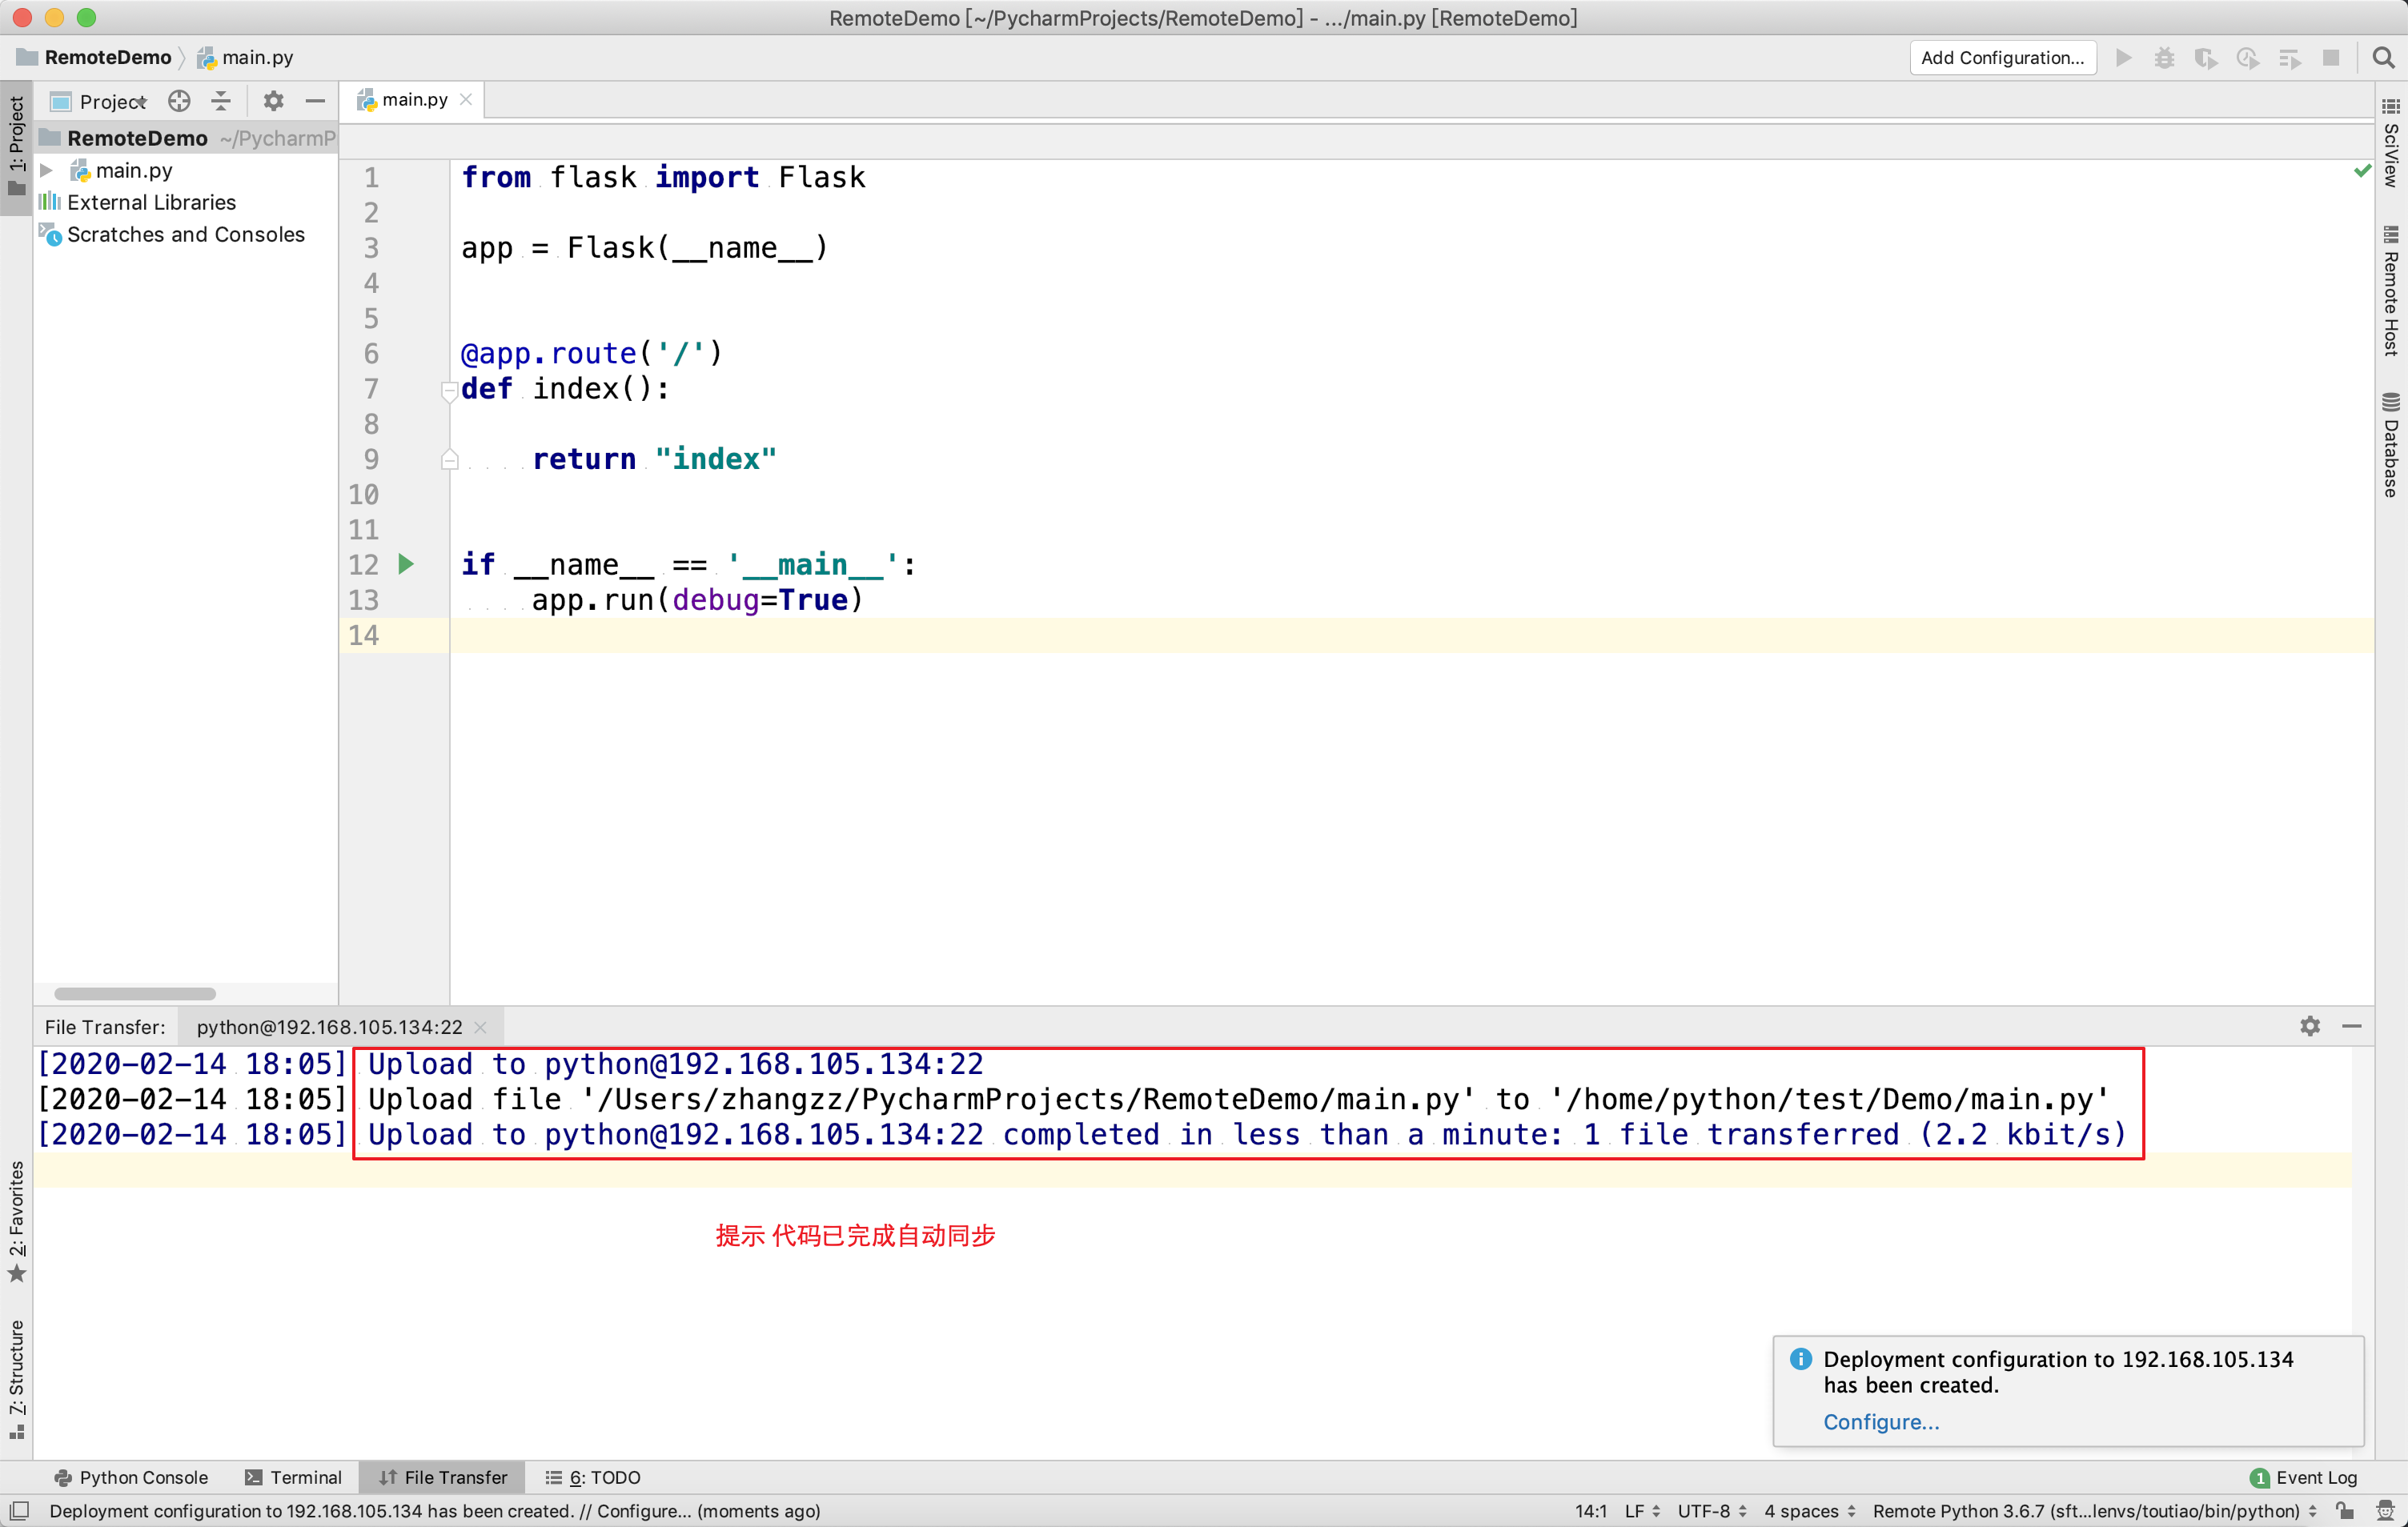 RemoteDemo [~/PycharmProjects/RemoteDemo] - .../main.py [RemoteDemo]
RemoteDemo main.py
Add Configuration...
1: Project
Project
main.py
RemoteDemo ~/PycharmP
main.py
External Libraries
Scratches and Consoles
1 from flask import Flask
2
3 app = Flask(__name__)
4
5
6 @app.route('/')
7 def index():
8
9 return "index"
10
11
12 if __name__ == '__main__':
13 app.run(debug=True)
14
SciView
Remote Host
Database
File Transfer: python@192.168.105.134:22
[2020-02-14 18:05] Upload to python@192.168.105.134:22
[2020-02-14 18:05] Upload file '/Users/zhangzz/PycharmProjects/RemoteDemo/main.py' to '/home/python/test/Demo/main.py'
[2020-02-14 18:05] Upload to python@192.168.105.134:22 completed in less than a minute: 1 file transferred (2.2 kbit/s)
提示 代码已完成自动同步
2: Favorites
7: Structure
Deployment configuration to 192.168.105.134
has been created.
Configure...
Python Console Terminal File Transfer 6: TODO
1 Event Log
Deployment configuration to 192.168.105.134 has been created. // Configure... (moments ago)
14:1 LF UTF-8 4 spaces Remote Python 3.6.7 (sft...lenvs/toutiao/bin/python)